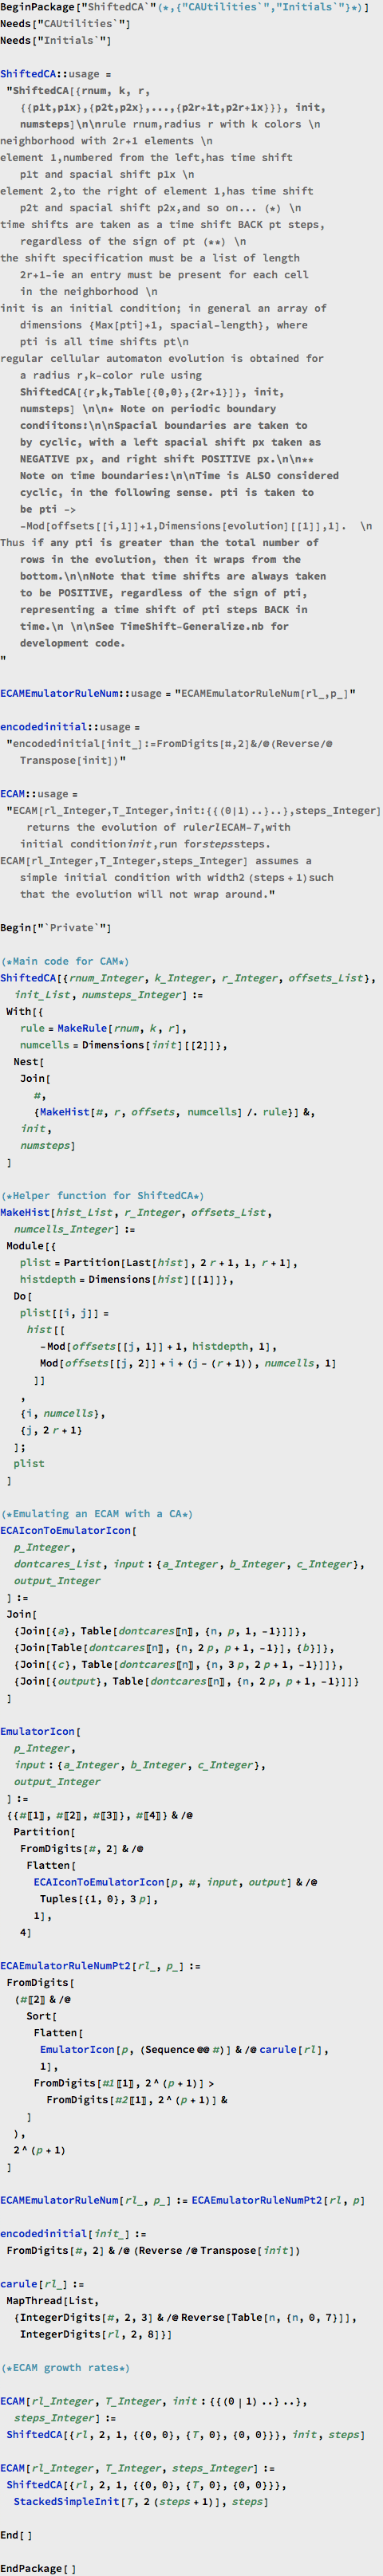 BeginPackage["ShiftedCA`"(*,{"CAUtilities`","Initials`"}*)]
Needs["CAUtilities`"]
Needs["Initials`"]
ShiftedCA::usage =
"ShiftedCA[{rnum, k, r,
{{p1t,p1x},{p2t,p2x},...,{p2r+1t,p2r+1x}}}, init,
numsteps]\n\nrule rnum,radius r with k colors \n
neighborhood with 2r+1 elements \n
element 1,numbered from the left,has time shift
p1t and spacial shift p1x \n
element 2,to the right of element 1,has time shift
p2t and spacial shift p2x,and so on... (*) \n
time shifts are taken as a time shift BACK pt steps,
regardless of the sign of pt (**) \n
the shift specification must be a list of length
2r+1-ie an entry must be present for each cell
in the neighborhood \n
init is an initial condition; in general an array of
dimensions {Max[pti]+1, spacial-length}, where
pti is all time shifts pt\n
regular cellular automaton evolution is obtained for
a radius r,k-color rule using
ShiftedCA[{r,k,Table[{0,0},{2r+1}]}, init,
numsteps] \n\n* Note on periodic boundary
condiitons:\n\nSpacial boundaries are taken to
by cyclic, with a left spacial shift px taken as
NEGATIVE px, and right shift POSITIVE px.\n\n**
Note on time boundaries:\n\nTime is ALSO considered
cyclic, in the following sense. pti is taken to
be pti ->
-Mod[offsets[[i,1]]+1,Dimensions[evolution][[1]],1]. \n
Thus if any pti is greater than the total number of
rows in the evolution, then it wraps from the
bottom.\n\nNote that time shifts are always taken
to be POSITIVE, regardless of the sign of pti,
representing a time shift of pti steps BACK in
time.\n \n\nSee TimeShift-Generalize.nb for
development code.
"
ECAMEmulatorRuleNum::usage = "ECAMEmulatorRuleNum[rl_,p_]"
encodedinitial::usage =
"encodedinitial[init_]:=FromDigits[#,2]&/@(Reverse/@
Transpose[init])"
ECAM::usage =
"ECAM[rl_Integer,T_Integer,init:{{(0|1)..}..},steps_Integer]
returns the evolution of rulerlECAM-T,with
initial conditioninit,run forstepssteps.
ECAM[rl_Integer,T_Integer,steps_Integer] assumes a
simple initial condition with width2 (steps + 1)such
that the evolution will not wrap around."
Begin["`Private`"]
(*Main code for CAM*)
ShiftedCA[{rnum_Integer, k_Integer, r_Integer, offsets_List},
init_List, numsteps_Integer] :=
With[{
rule = MakeRule[rnum, k, r],
numcells = Dimensions[init][[2]]},
Nest[
Join[
#,
{MakeHist[#, r, offsets, numcells] /. rule}] &,
init,
numsteps]
]
(*Helper function for ShiftedCA*)
MakeHist[hist_List, r_Integer, offsets_List,
numcells_Integer] :=
Module[{
plist = Partition[Last[hist], 2 r + 1, 1, r + 1],
histdepth = Dimensions[hist][[1]]},
Do[
plist[[i, j]] =
hist[[
-Mod[offsets[[j, 1]] + 1, histdepth, 1],
Mod[offsets[[j, 2]] + i + (j - (r + 1)), numcells, 1]
]]
,
{i, numcells},
{j, 2 r + 1}
];
plist
]
(*Emulating an ECAM with a CA*)
ECAIconToEmulatorIcon[
p_Integer,
dontcares_List, input : {a_Integer, b_Integer, c_Integer},
output_Integer
] :=
Join[
{Join[{a}, Table[dontcares〚n〛, {n, p, 1, -1}]]},
{Join[Table[dontcares〚n〛, {n, 2 p, p + 1, -1}], {b}]},
{Join[{c}, Table[dontcares〚n〛, {n, 3 p, 2 p + 1, -1}]]},
{Join[{output}, Table[dontcares〚n〛, {n, 2 p, p + 1, -1}]]}
]
EmulatorIcon[
p_Integer,
input : {a_Integer, b_Integer, c_Integer},
output_Integer
] :=
{{#〚1〛, #〚2〛, #〚3〛}, #〚4〛} & /@
Partition[
FromDigits[#, 2] & /@
Flatten[
ECAIconToEmulatorIcon[p, #, input, output] & /@
Tuples[{1, 0}, 3 p],
1],
4]
ECAEmulatorRuleNumPt2[rl_, p_] :=
FromDigits[
(#〚2〛 & /@
Sort[
Flatten[
EmulatorIcon[p, (Sequence @@ #)] & /@ carule[rl],
1],
FromDigits[#1〚1〛, 2^(p + 1)] >
FromDigits[#2〚1〛, 2^(p + 1)] &
]
),
2^(p + 1)
]
ECAMEmulatorRuleNum[rl_, p_] := ECAEmulatorRuleNumPt2[rl, p]
encodedinitial[init_] :=
FromDigits[#, 2] & /@ (Reverse /@ Transpose[init])
carule[rl_] :=
MapThread[List,
{IntegerDigits[#, 2, 3] & /@ Reverse[Table[n, {n, 0, 7}]],
IntegerDigits[rl, 2, 8]}]
(*ECAM growth rates*)
ECAM[rl_Integer, T_Integer, init : {{(0 | 1) ..} ..},
steps_Integer] :=
ShiftedCA[{rl, 2, 1, {{0, 0}, {T, 0}, {0, 0}}}, init, steps]
ECAM[rl_Integer, T_Integer, steps_Integer] :=
ShiftedCA[{rl, 2, 1, {{0, 0}, {T, 0}, {0, 0}}},
StackedSimpleInit[T, 2 (steps + 1)], steps]
End[ ]
EndPackage[ ]